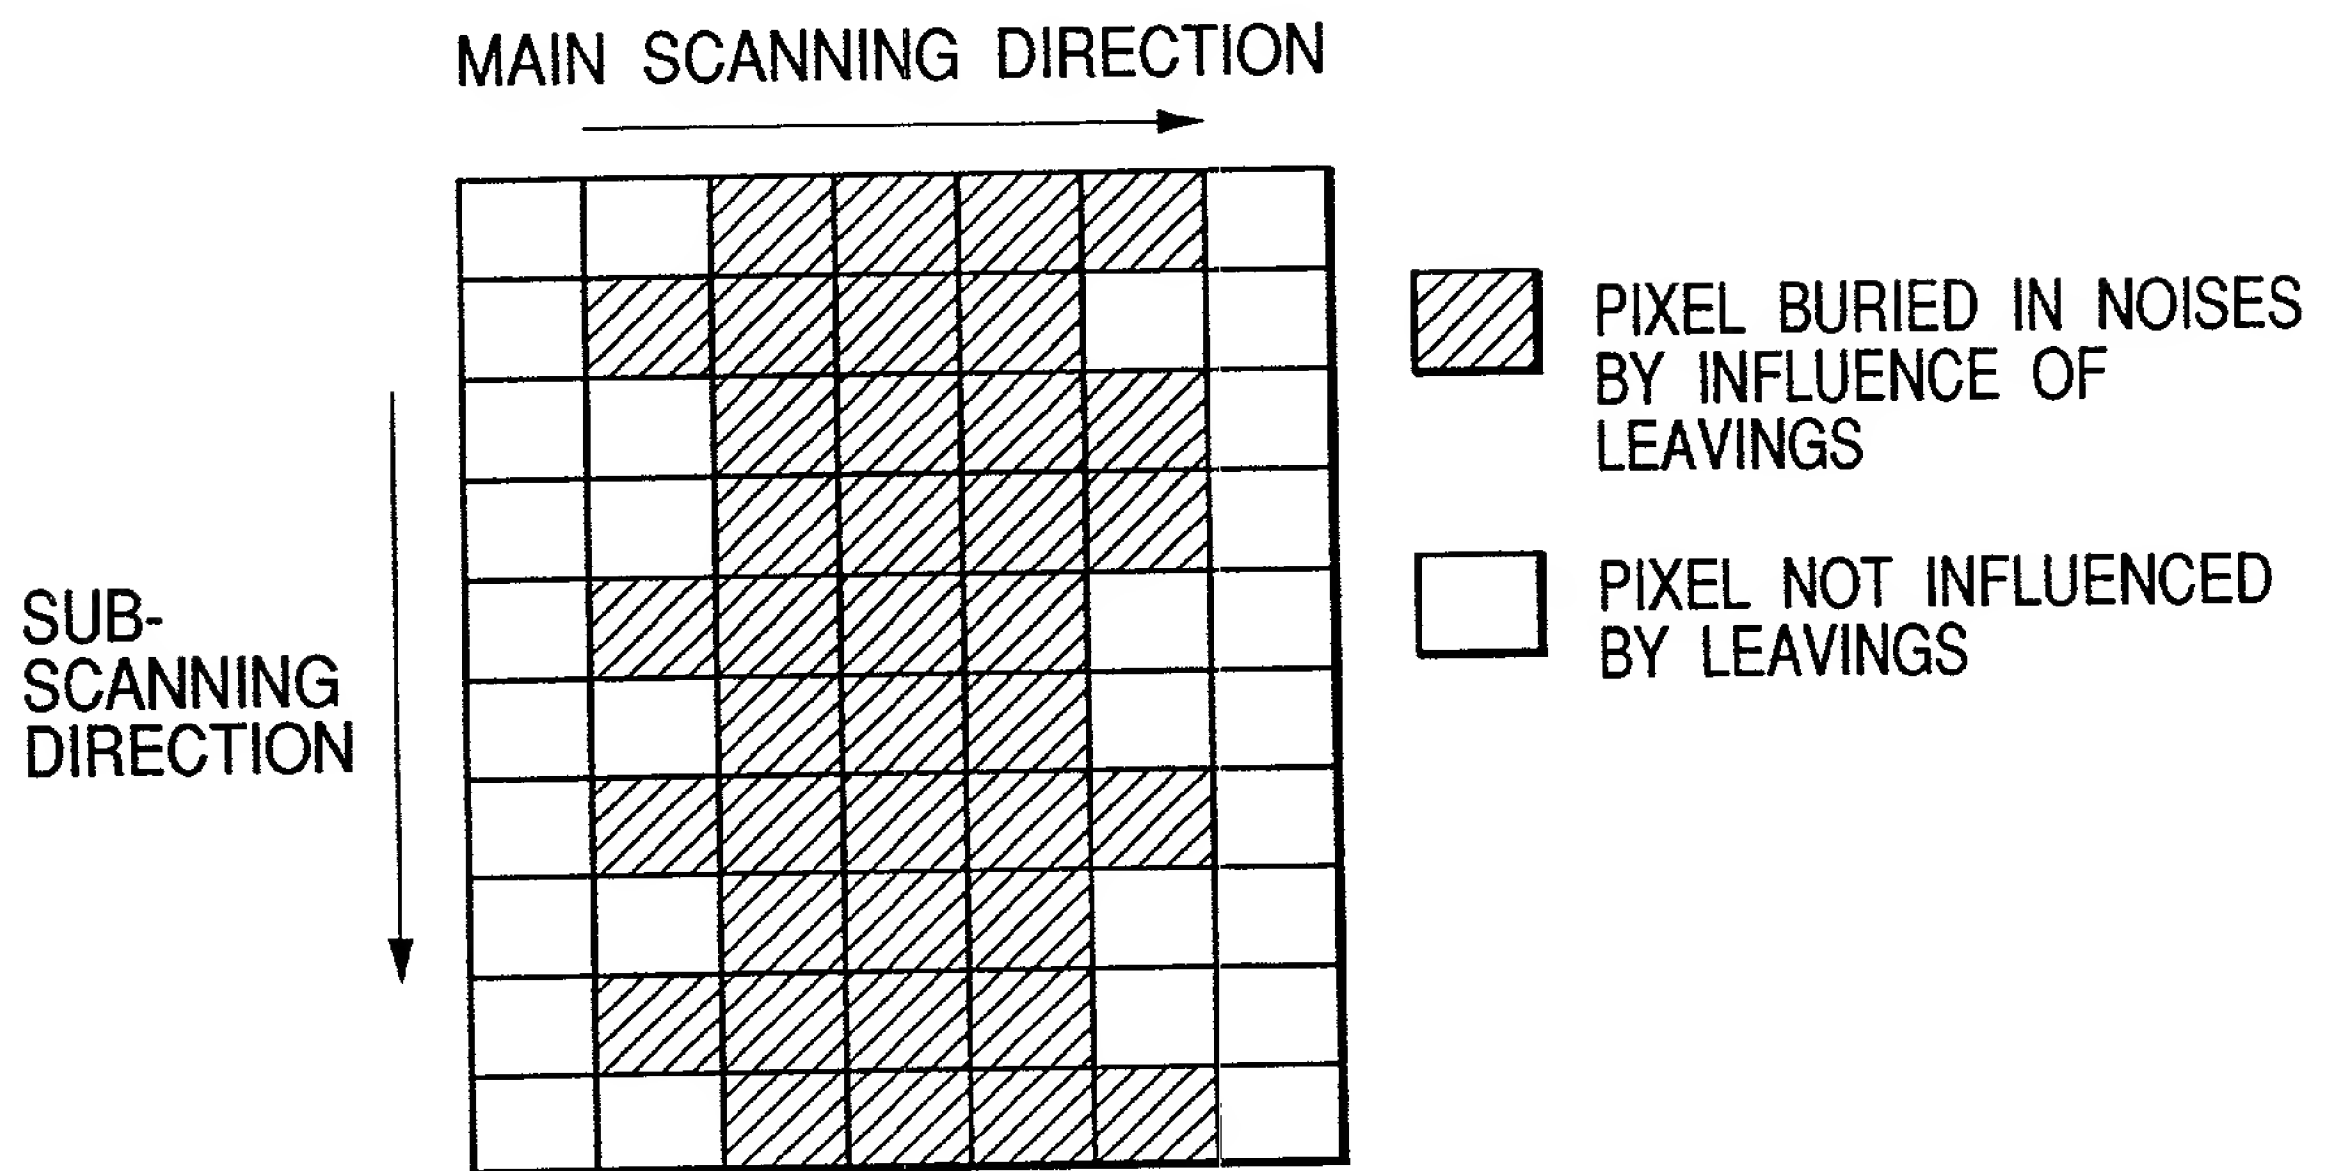 MAIN SCANNING DIRECTION
PIXEL BURIED IN NOISES
BY INFLUENCE OF
LEAVINGS
PIXEL NOT INFLUENCED
BY LEAVINGS
SUB-
SCANNING
DIRECTION